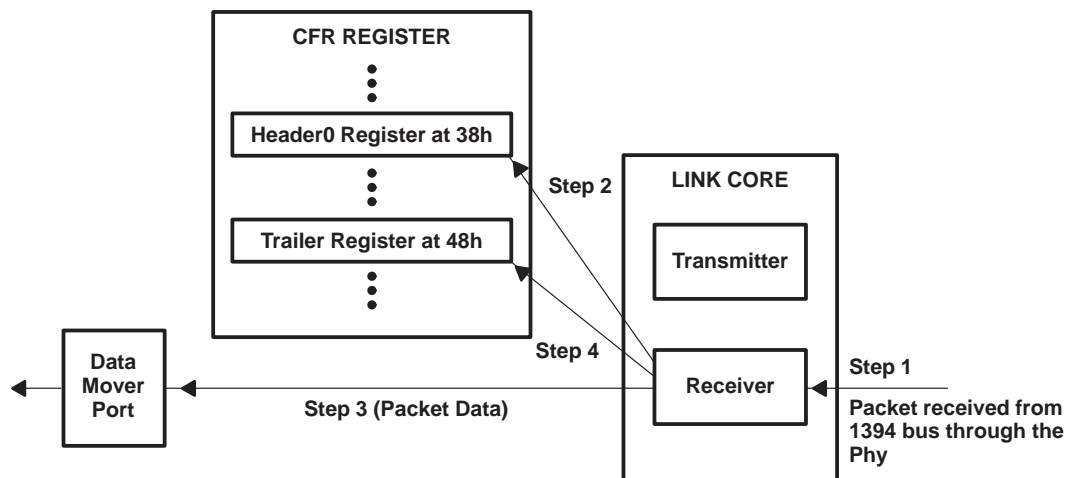 CFR REGISTER
Header0 Register at 38h
Trailer Register at 48h
LINK CORE
Step 2
Transmitter
Step 4
Receiver
Step 1
Packet received from
1394 bus through the
Phy
Step 3 (Packet Data)
Data
Mover
Port